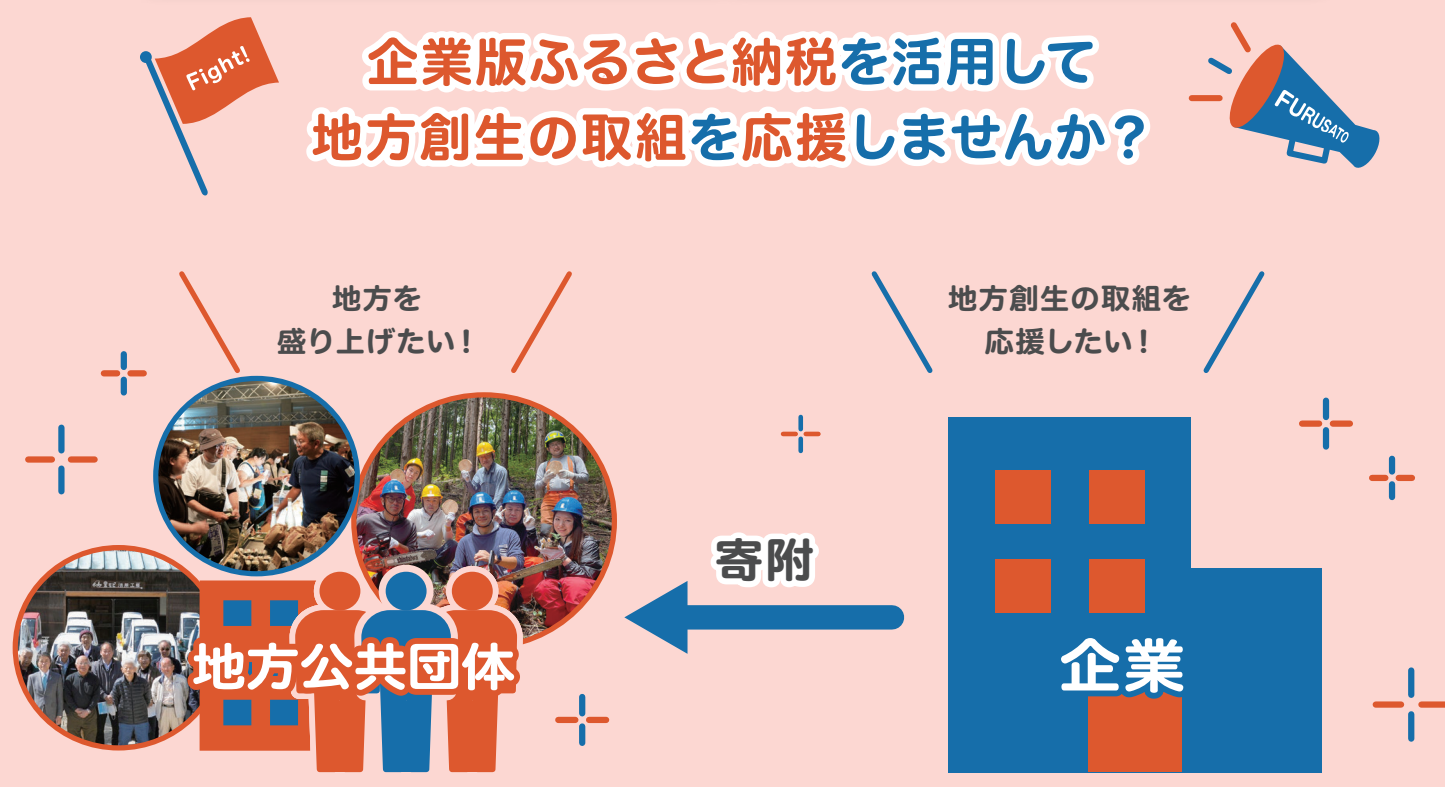 Fight!
企業版ふるさと納税を活用して
地方創生の取組を応援しませんか？
FURUSATO
地方を
盛り上げたい！
地方創生の取組を
応援したい！
寄附
地方公共団体
企業